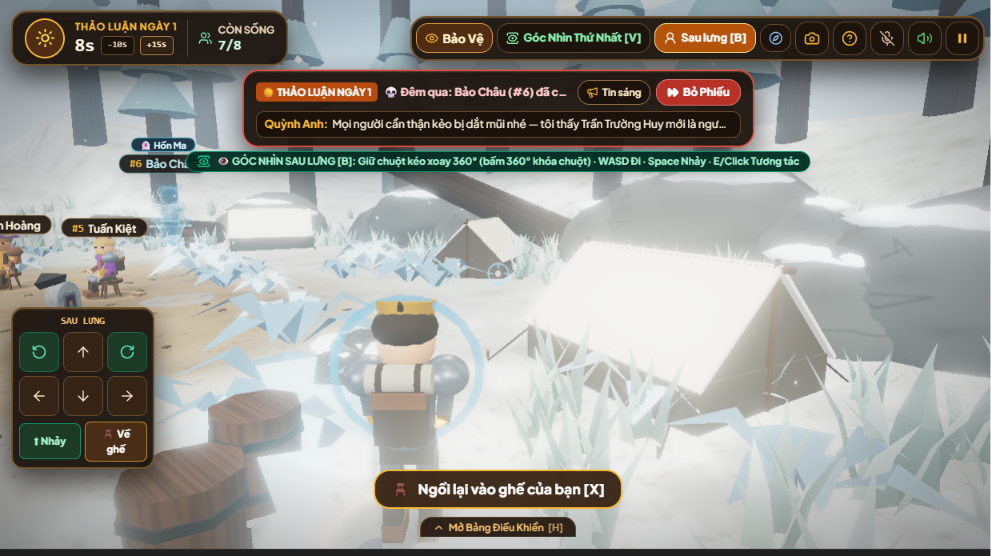 THẢO LUẬN NGÀY 1
8s -10s +15s
CÒN SỐNG
7/8
Bảo Vệ
Góc Nhìn Thứ Nhất [V]
Sau lưng [B]
THẢO LUẬN NGÀY 1
Đêm qua: Bảo Châu (#6) đã c...
Tin sáng
Bỏ Phiếu
Quỳnh Anh: Mọi người cẩn thận kẻo bị dắt mũi nhé — tôi thấy Trần Trường Huy mới là ngư...
Hồn Ma
#6 Bảo
GÓC NHÌN SAU LƯNG [B]: Giữ chuột kéo xoay 360° (bấm 360° khóa chuột) · WASD Đi · Space Nhảy · E/Click Tương tác
Hoàng
#5 Tuấn Kiệt
SAU LƯNG
Nhảy
Về ghế
Ngồi lại vào ghế của bạn [X]
Mở Bảng Điều Khiển [H]